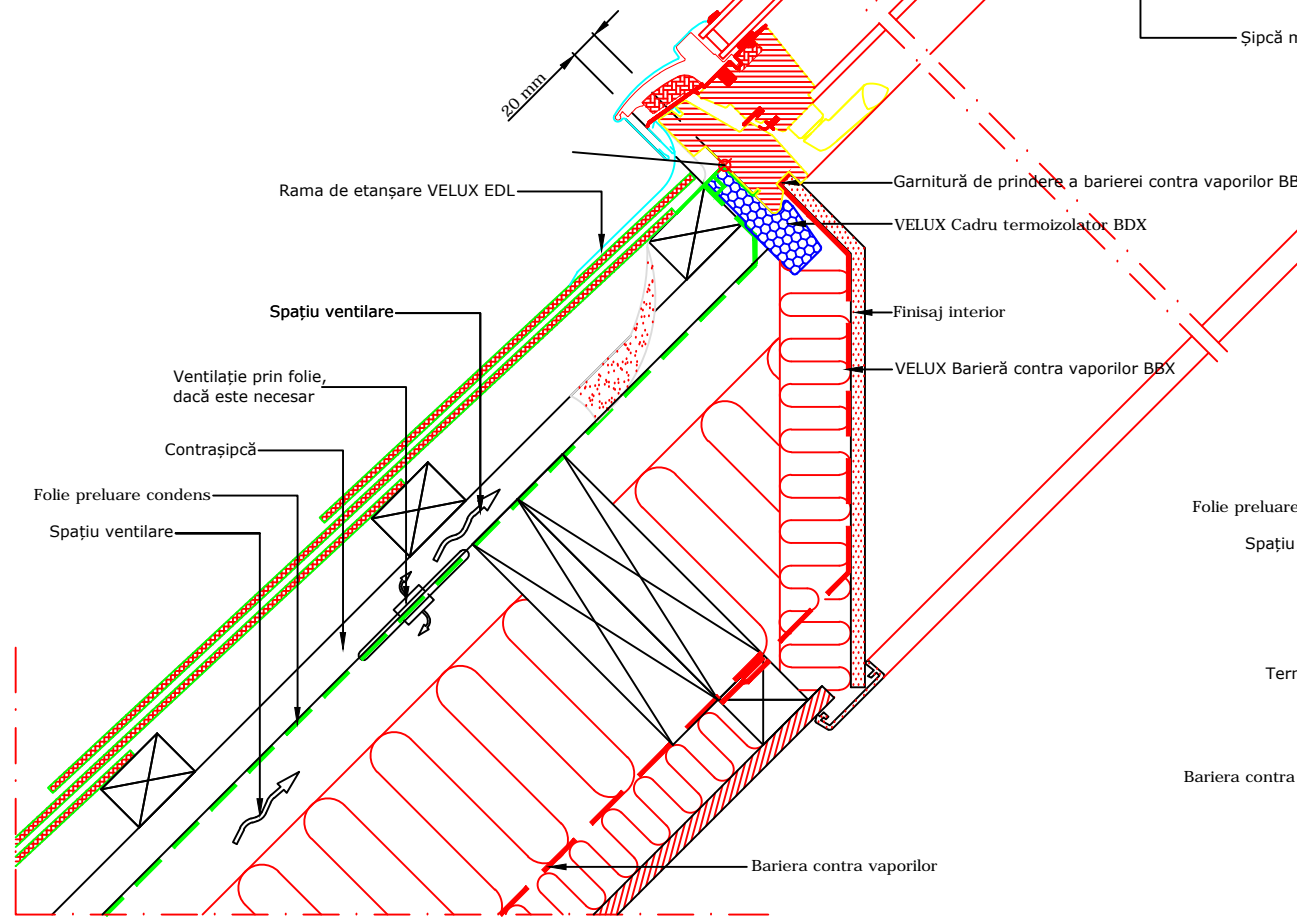 Șipcă m
20 mm
Rama de etanșare VELUX EDL
Garnitură de prindere a barierei contra vaporilor BB
VELUX Cadru termoizolator BDX
Spațiu ventilare
Finisaj interior
Ventilație prin folie,
dacă este necesar
VELUX Barieră contra vaporilor BBX
Contrașipcă
Folie preluare condens
Spațiu ventilare
Folie preluare
Spațiu
Bariera contra
Bariera contra vaporilor